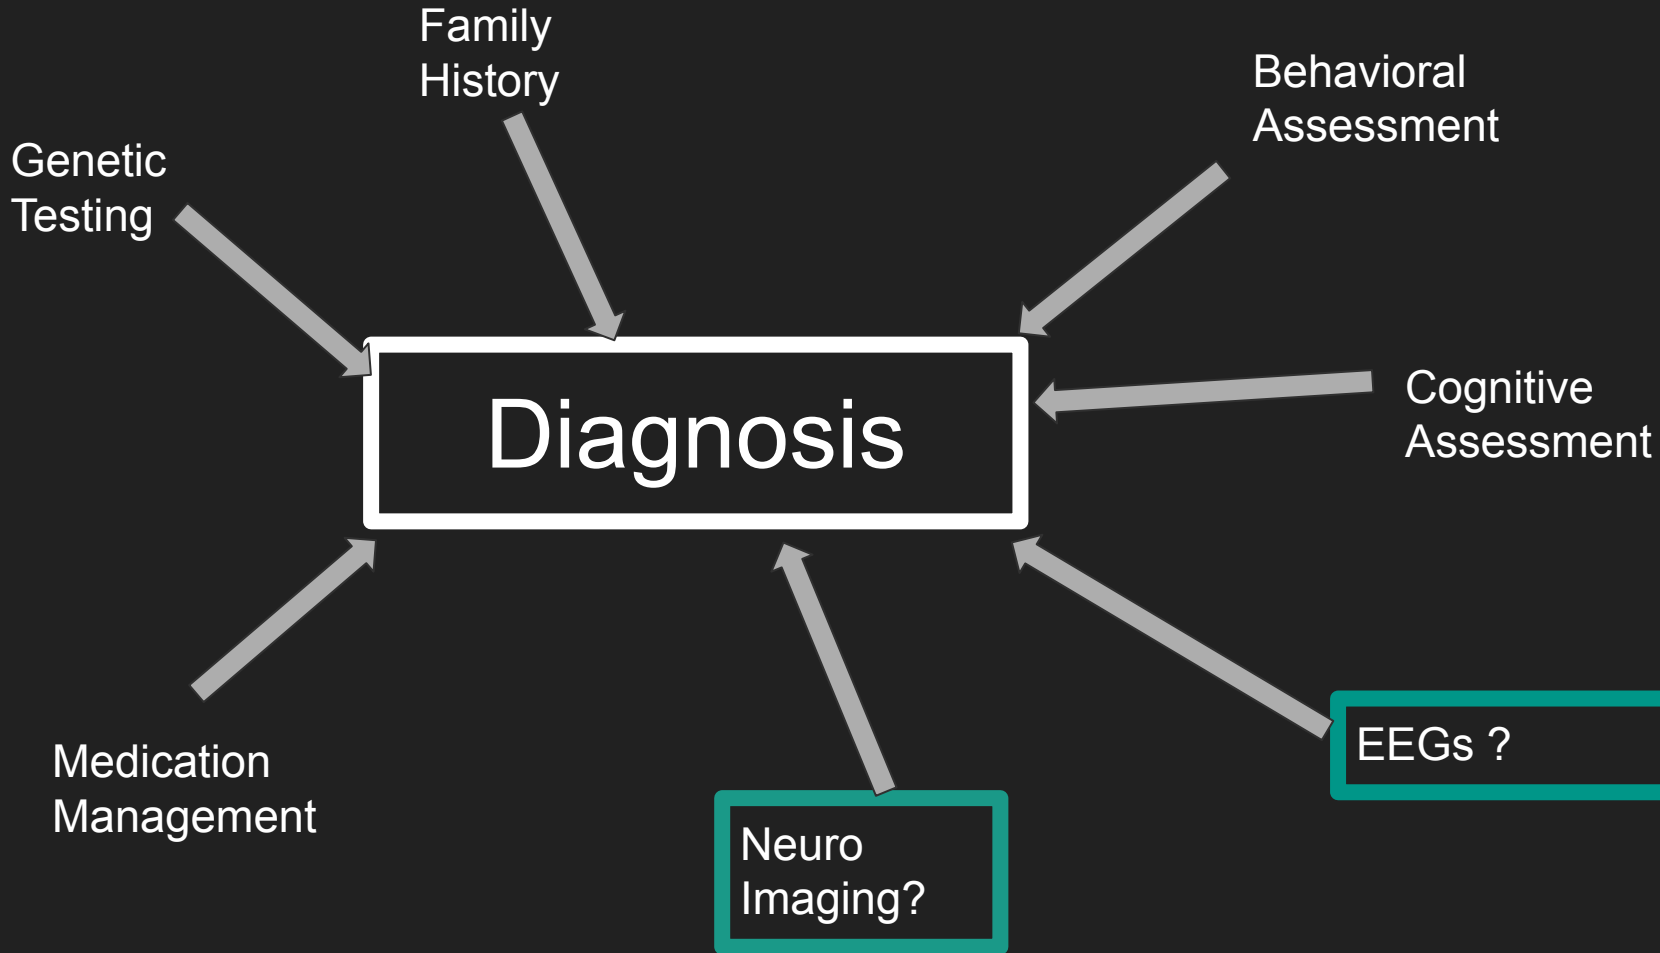 Family
History
Behavioral
Assessment
Genetic
Testing
Diagnosis
Cognitive
Assessment
Medication
Management
EEGs ?
Neuro
Imaging?